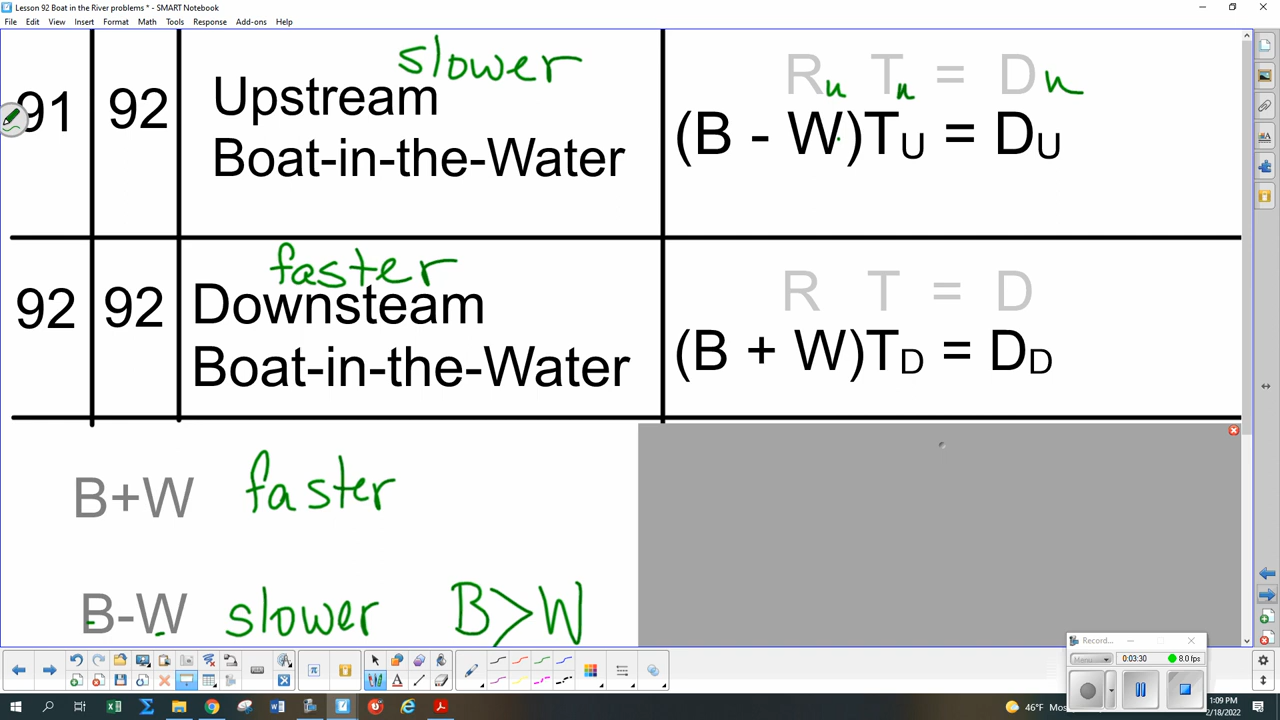 Lesson 92 Boat in the River problems * - SMART Notebook
File Edit View Insert Format Math Tools Response Add-ons Help
slower
91 92 Upstream
Boat-in-the-Water
Ru Tu = Du
(B - W)TU = DU
faster
92 92 Downsteam
Boat-in-the-Water
R T = D
(B + W)TD = DD
B+W faster
B-W slower B>W
Record...
Manual
0:03:30 8.0 fps
46°F
1:09 PM
2/18/2022